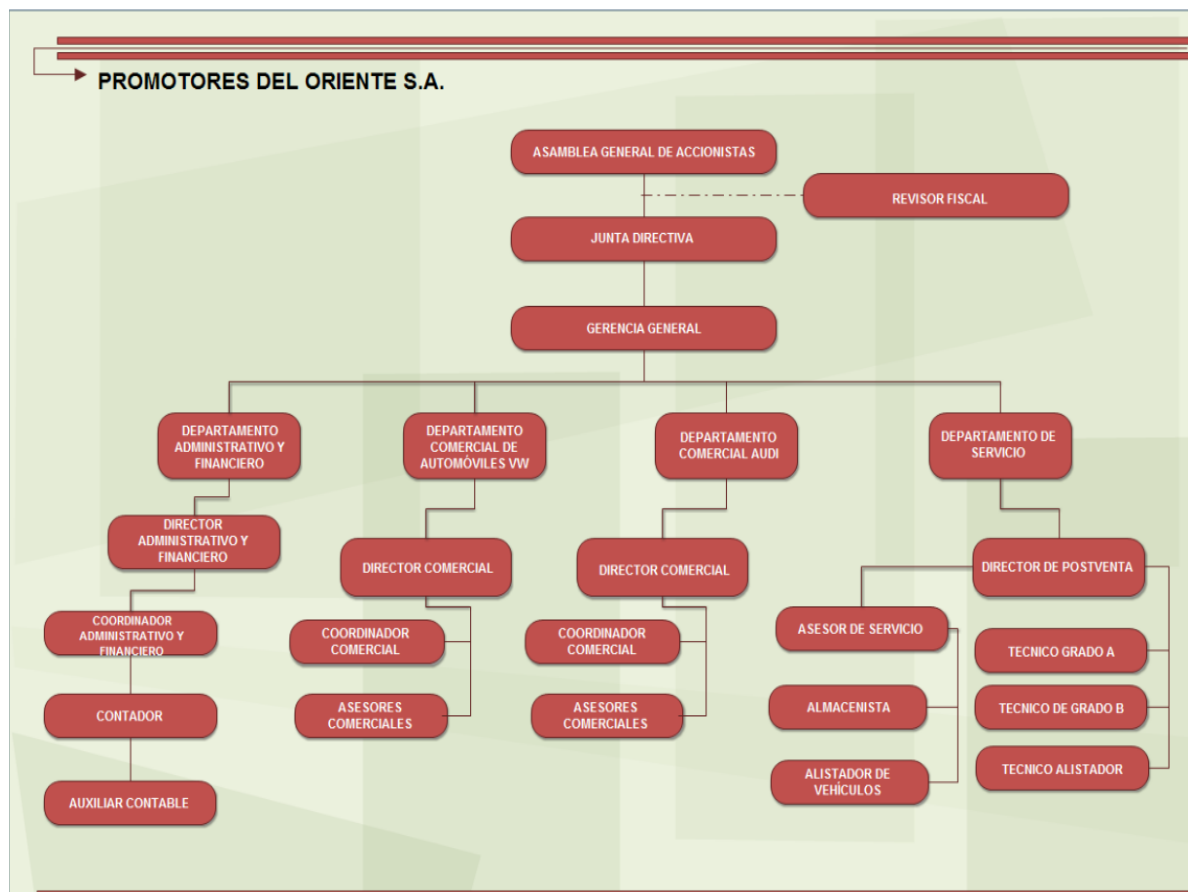 PROMOTORES DEL ORIENTE S.A.
ASAMBLEA GENERAL DE ACCIONISTAS
REVISOR FISCAL
JUNTA DIRECTIVA
GERENCIA GENERAL
DEPARTAMENTO
ADMINISTRATIVO Y
FINANCIERO
DEPARTAMENTO
COMERCIAL DE
AUTOMÓVILES VW
DEPARTAMENTO
COMERCIAL AUDI
DEPARTAMENTO DE
SERVICIO
DIRECTOR
ADMINISTRATIVO Y
FINANCIERO
DIRECTOR COMERCIAL
DIRECTOR COMERCIAL
DIRECTOR DE POSTVENTA
COORDINADOR
ADMINISTRATIVO Y
FINANCIERO
COORDINADOR
COMERCIAL
COORDINADOR
COMERCIAL
ASESOR DE SERVICIO
TECNICO GRADO A
CONTADOR
ASESORES
COMERCIALES
ASESORES
COMERCIALES
ALMACENISTA
TECNICO DE GRADO B
AUXILIAR CONTABLE
ALISTADOR DE
VEHÍCULOS
TECNICO ALISTADOR